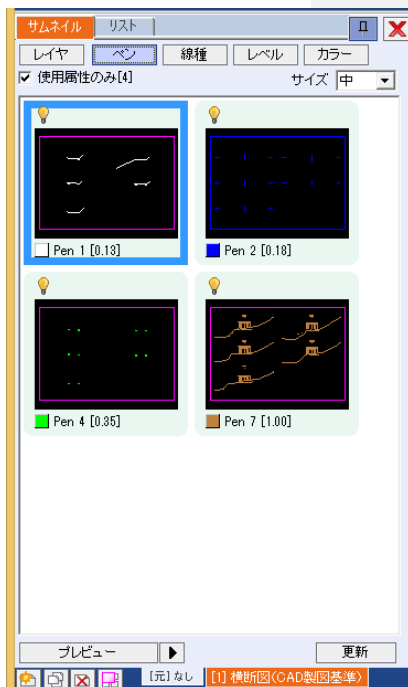 サムネイル リスト
レイヤ ペン 線種 レベル カラー
使用属性のみ[4] サイズ 中
Pen 1 [0.13] Pen 2 [0.18]
Pen 4 [0.35] Pen 7 [1.00]
プレビュー 更新
[元]なし [1] 横断図(CAD製図基準)